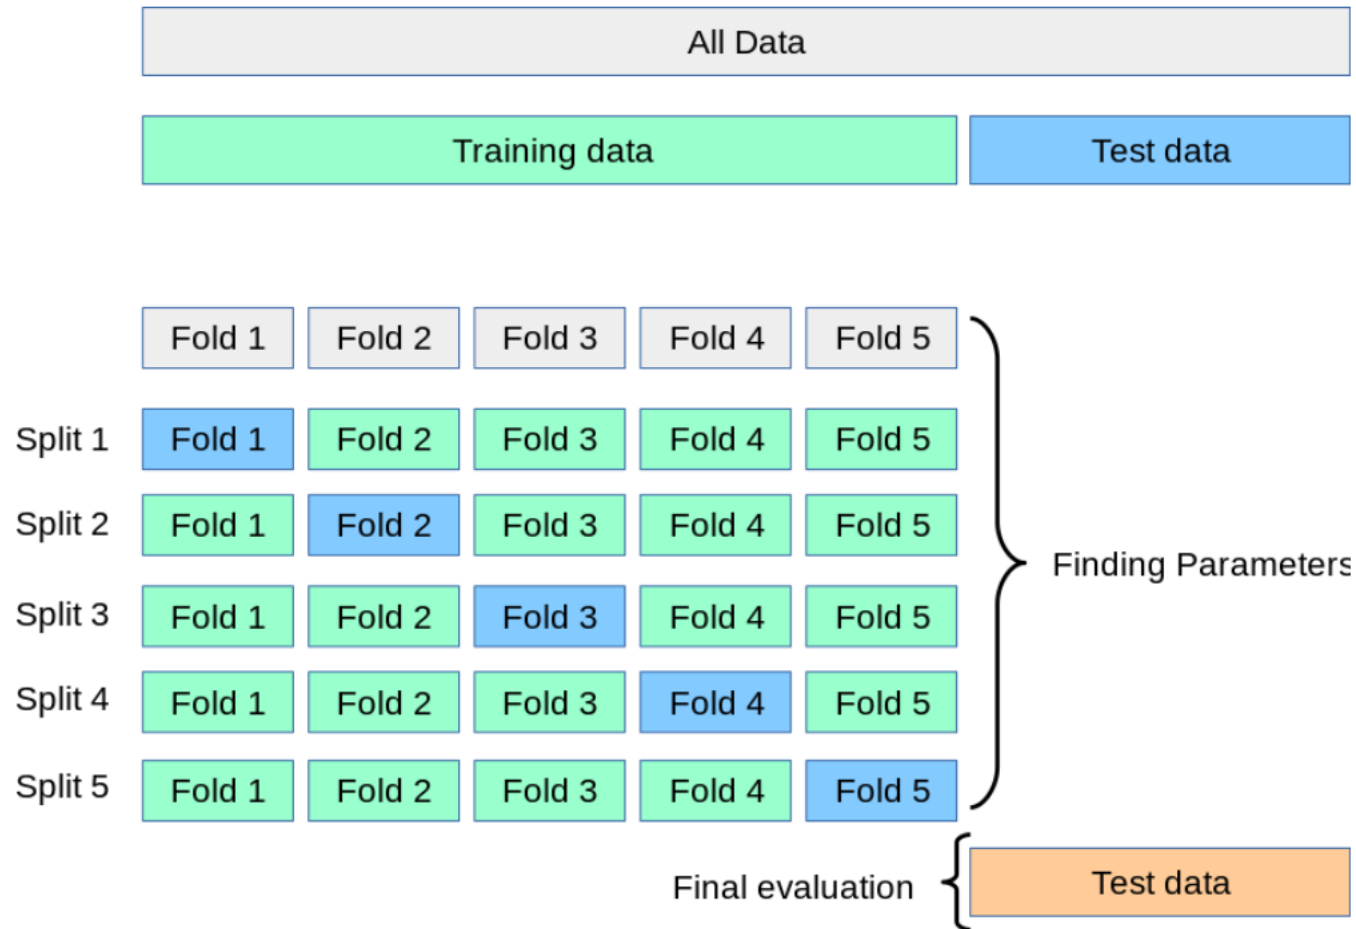 All Data
Training data Test data
Fold 1 Fold 2 Fold 3 Fold 4 Fold 5
Split 1 Fold 1 Fold 2 Fold 3 Fold 4 Fold 5
Split 2 Fold 1 Fold 2 Fold 3 Fold 4 Fold 5
Finding Parameters
Split 3 Fold 1 Fold 2 Fold 3 Fold 4 Fold 5
Split 4 Fold 1 Fold 2 Fold 3 Fold 4 Fold 5
Split 5 Fold 1 Fold 2 Fold 3 Fold 4 Fold 5
Final evaluation Test data